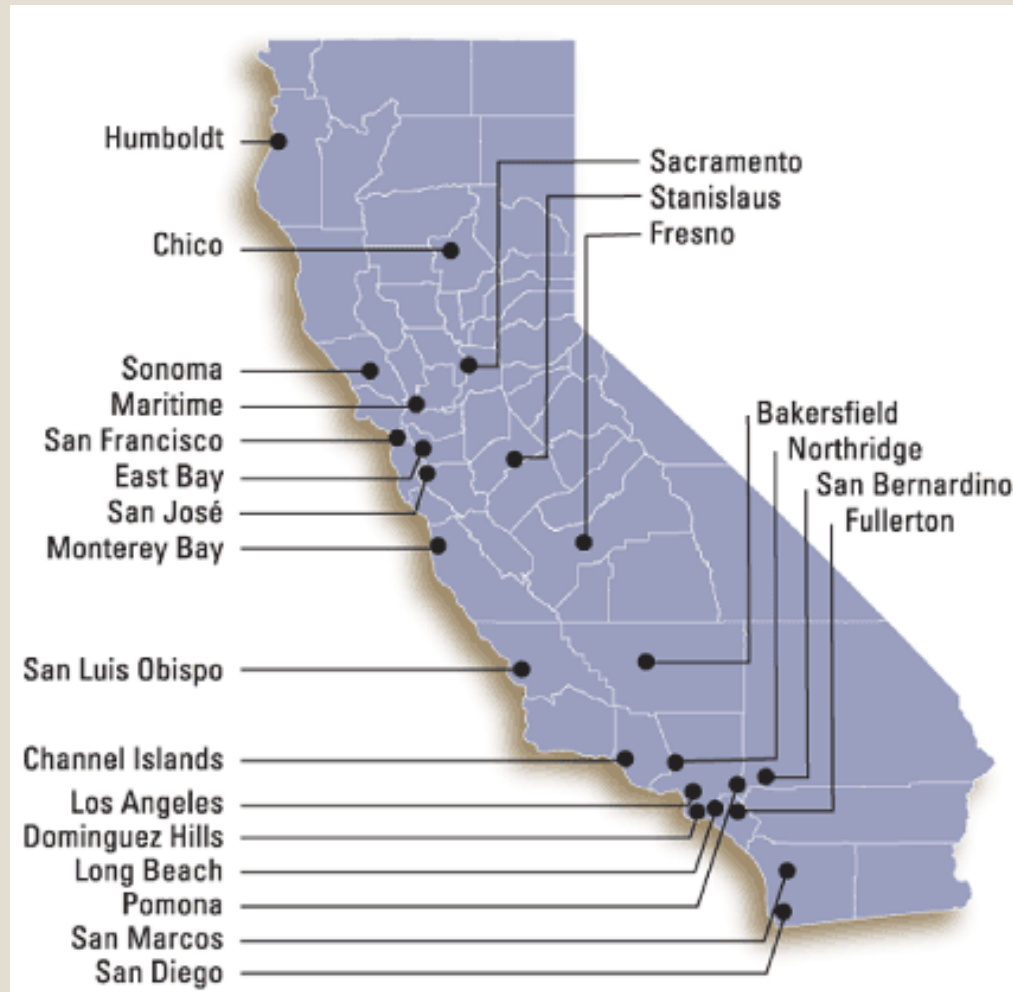 Humboldt
Chico
Sonoma
Maritime
San Francisco
East Bay
San José
Monterey Bay
San Luis Obispo
Channel Islands
Los Angeles
Dominguez Hills
Long Beach
Pomona
San Marcos
San Diego
Sacramento
Stanislaus
Fresno
Bakersfield
Northridge
San Bernardino
Fullerton